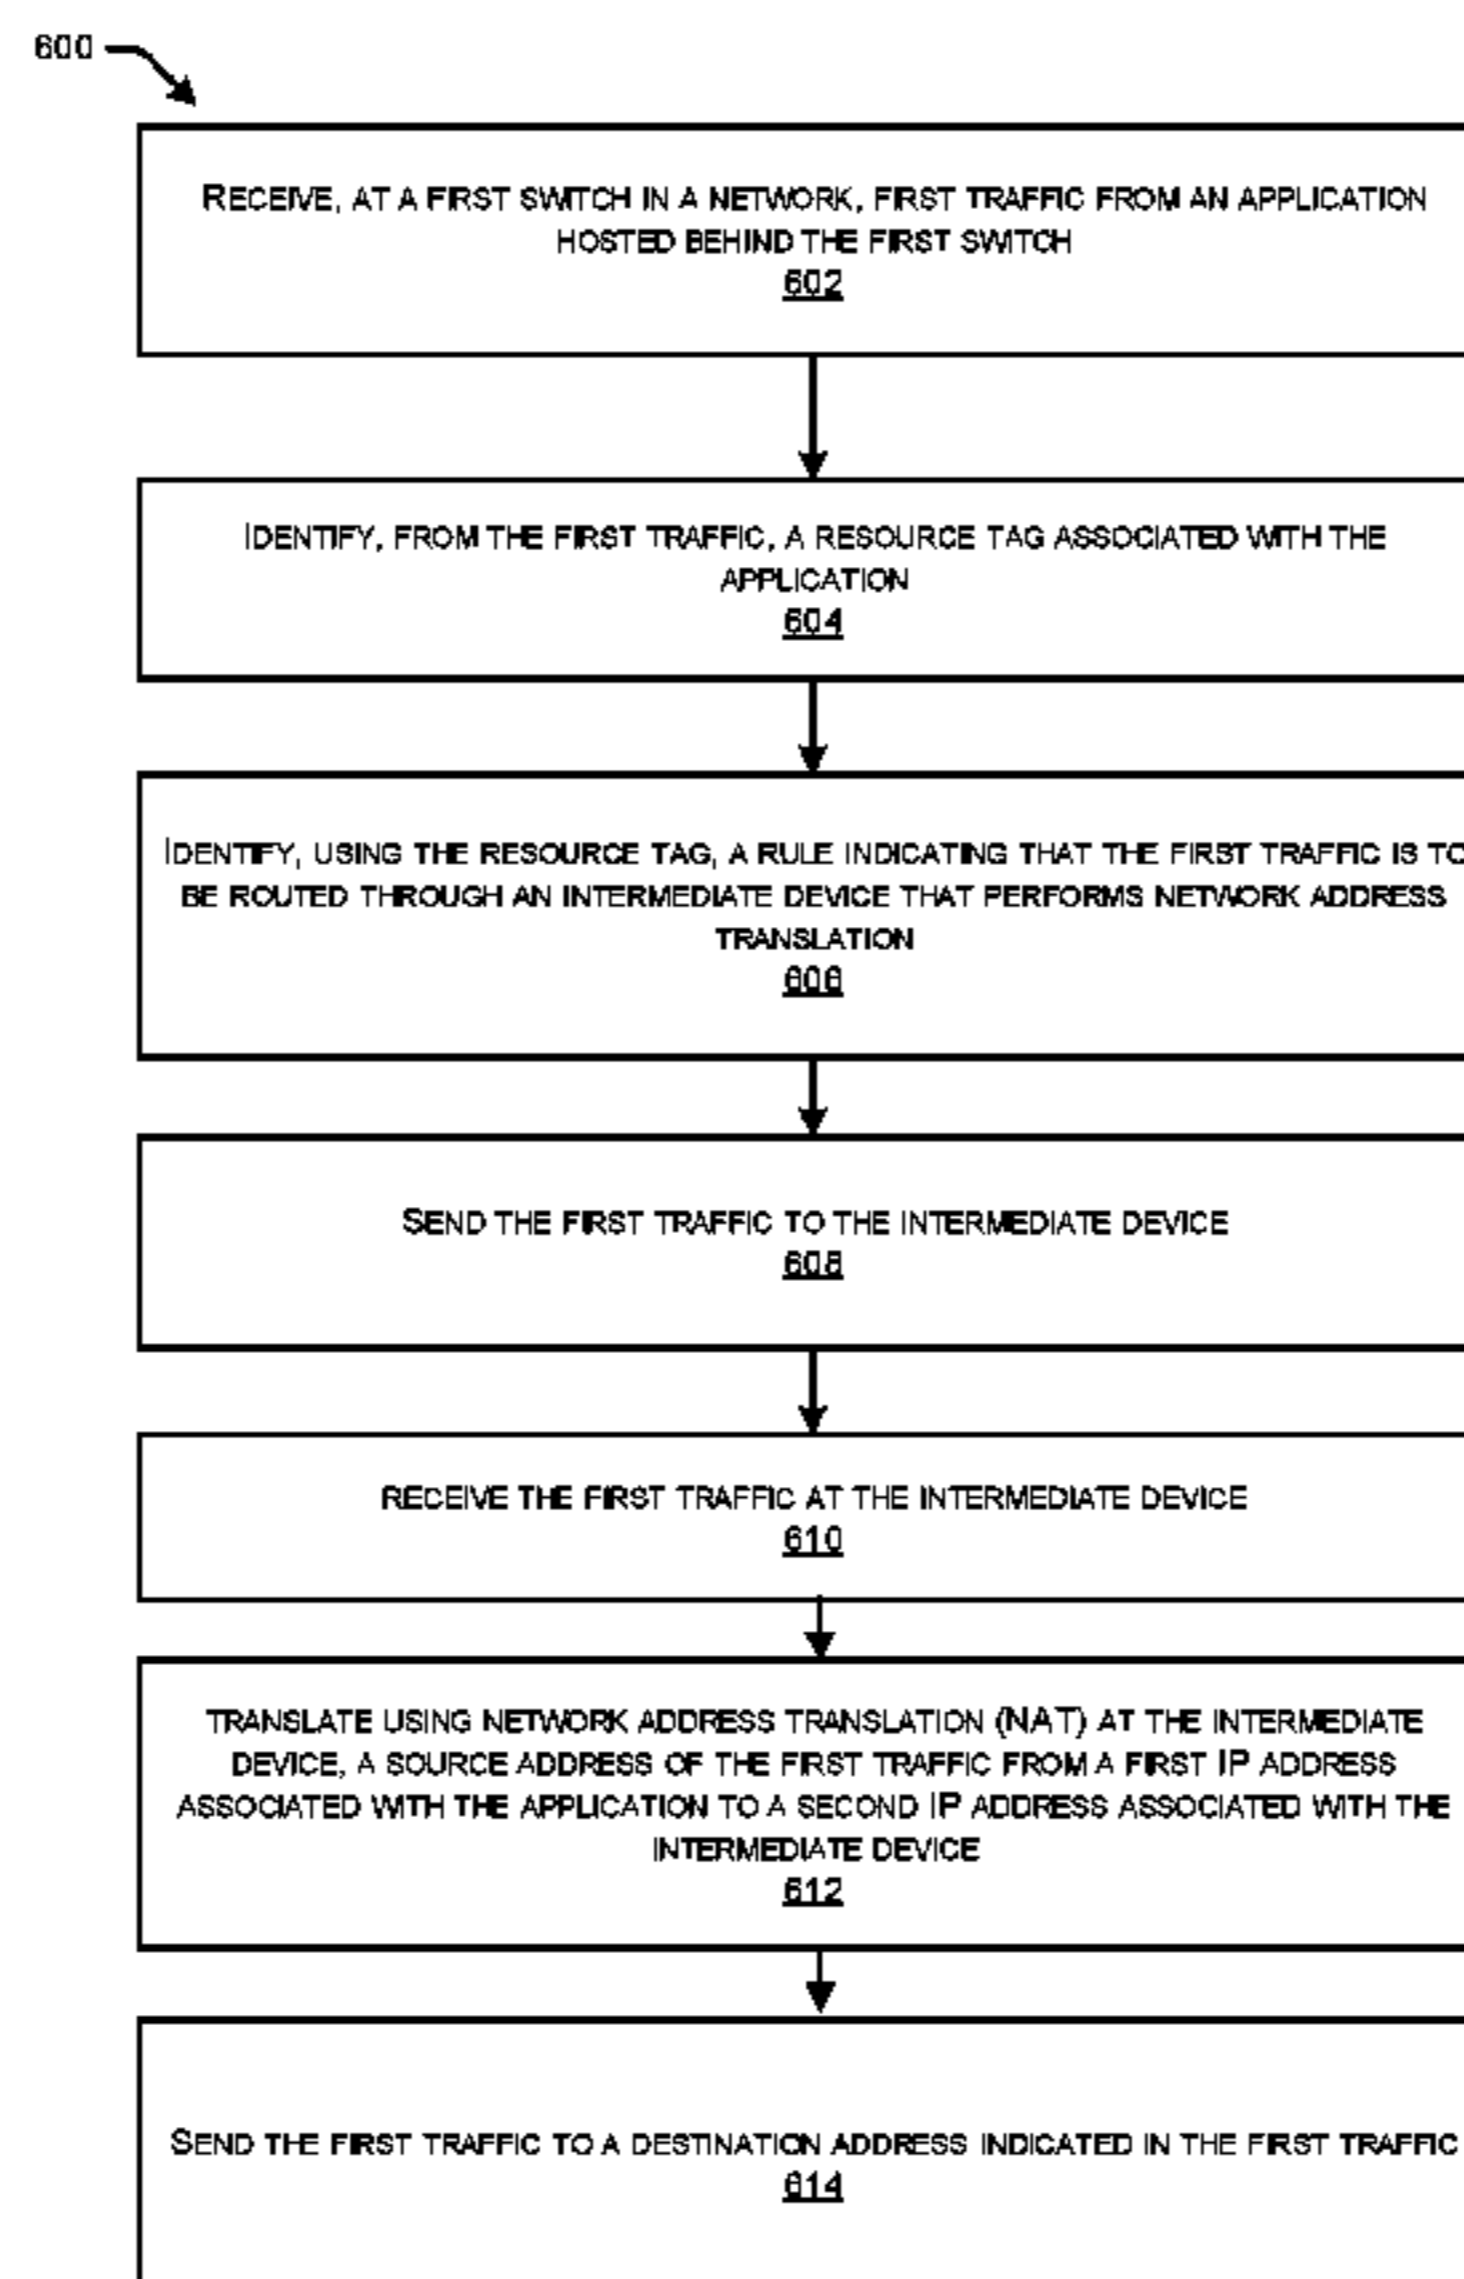 600
RECEIVE, AT A FIRST SWITCH IN A NETWORK, FIRST TRAFFIC FROM AN APPLICATION
HOSTED BEHIND THE FIRST SWITCH
602
IDENTIFY, FROM THE FIRST TRAFFIC, A RESOURCE TAG ASSOCIATED WITH THE
APPLICATION
604
IDENTIFY, USING THE RESOURCE TAG, A RULE INDICATING THAT THE FIRST TRAFFIC IS TO
BE ROUTED THROUGH AN INTERMEDIATE DEVICE THAT PERFORMS NETWORK ADDRESS
TRANSLATION
606
SEND THE FIRST TRAFFIC TO THE INTERMEDIATE DEVICE
608
RECEIVE THE FIRST TRAFFIC AT THE INTERMEDIATE DEVICE
610
TRANSLATE USING NETWORK ADDRESS TRANSLATION (NAT) AT THE INTERMEDIATE
DEVICE, A SOURCE ADDRESS OF THE FIRST TRAFFIC FROM A FIRST IP ADDRESS
ASSOCIATED WITH THE APPLICATION TO A SECOND IP ADDRESS ASSOCIATED WITH THE
INTERMEDIATE DEVICE
612
SEND THE FIRST TRAFFIC TO A DESTINATION ADDRESS INDICATED IN THE FIRST TRAFFIC
614